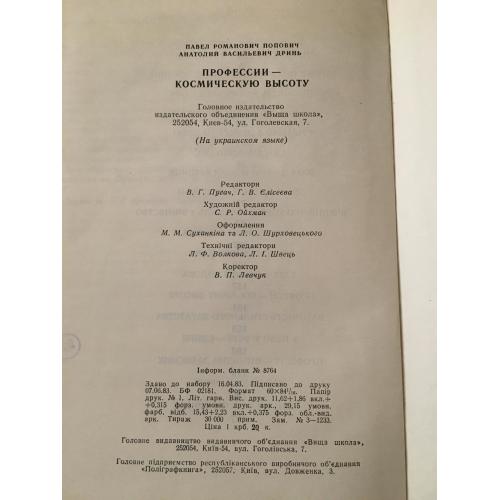 ПАВЕЛ РОМАНОВИЧ ПОПОВИЧ
АНАТОЛИЙ ВАСИЛЬЕВИЧ ДРИНЬ
ПРОФЕССИИ —
КОСМИЧЕСКУЮ ВЫСОТУ
Головное издательство
издательского объединения «Выща школа»,
252054, Киев-54, ул. Гоголевская, 7.
(На украинском языке)
Редактори
В. Г. Пугач, Г. В. Єлісеєва
Художній редактор
С. Р. Ойхман
Оформлення
М. М. Суханкіна та Л. О. Шурловецького
Технічні редактори
Л. Ф. Волкова, Л. І. Швець
Коректор
В. П. Левчук
Інформ. бланк № 8764
Здано до набору 16.04.83. Підписано до друку
07.06.83. БФ 02181. Формат 60×84¹/₁₆. Папір
друк. № 1, Літ. гарн. Вис. друк. 11,62+1,86 вкл.+
+0,315 форз. умовн. друк. арк., 29,15 умовн.
фарб. відб. 15,43+2,23 вкл.+0,375 форз. обл.-вид.
арк. Тираж 30 000 прим. Зам. № 3—1233.
Ціна 1 крб. 20 к.
Головне видавництво видавничого об'єднання «Вища школа»,
252054, Київ-54, вул. Гоголівська, 7.
Головне підприємство республіканського виробничого об'єднання
«Поліграфкнига», 252057, Київ, вул. Довженка, 3.